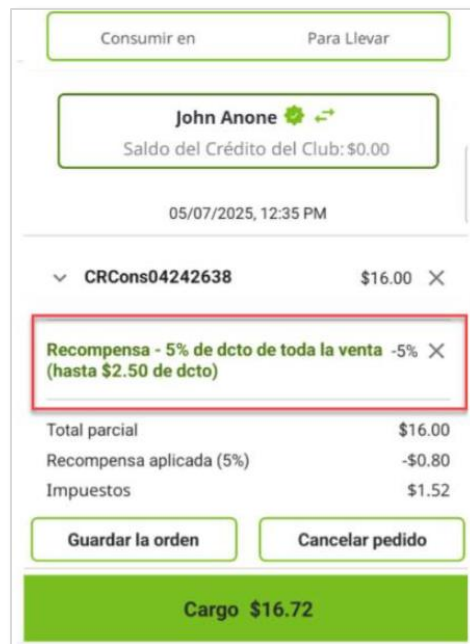 Consumir en Para Llevar
John Anone
Saldo del Crédito del Club: $0.00
05/07/2025, 12:35 PM
CRCons04242638 $16.00
Recompensa - 5% de dcto de toda la venta -5%
(hasta $2.50 de dcto)
Total parcial $16.00
Recompensa aplicada (5%) -$0.80
Impuestos $1.52
Guardar la orden Cancelar pedido
Cargo $16.72